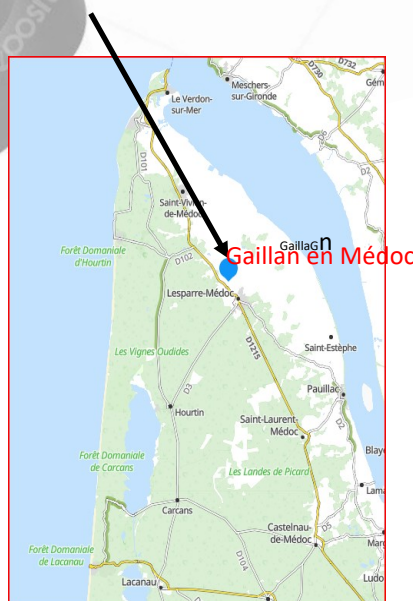 D730
D732
Gém
Meschers-
sur-Gironde
Le Verdon-
sur-Mer
D2
D101
Saint-Vivien-
de-Médoc
GaillaGn
Gaillan en Médoc
Forêt Domaniale
d'Hourtin
D102
Lesparre-Médoc
D1215
Saint-Estèphe
Les Vignes Oudides
D3
Pauillac
Hourtin
Saint-Laurent-
Médoc
D2
Blay
Forêt Domaniale
de Carcans
Les Landes de Picard
Lam
Carcans
Castelnau-
de-Médoc
D5
Mar
Forêt Domaniale
de Lacanau
D104
Lacanau
Ludo